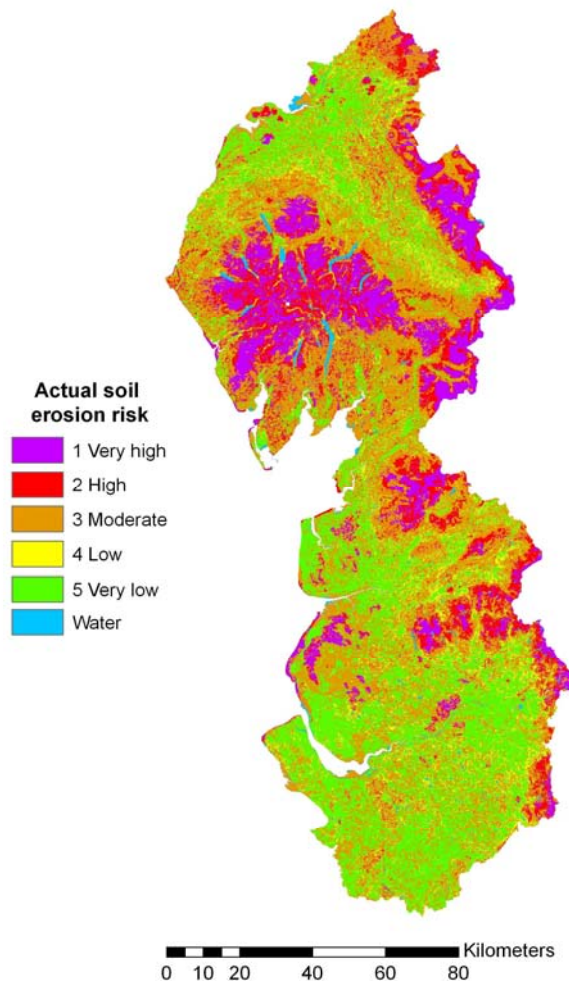 Actual soil
erosion risk
1 Very high
2 High
3 Moderate
4 Low
5 Very low
Water
Kilometers
0 10 20 40 60 80